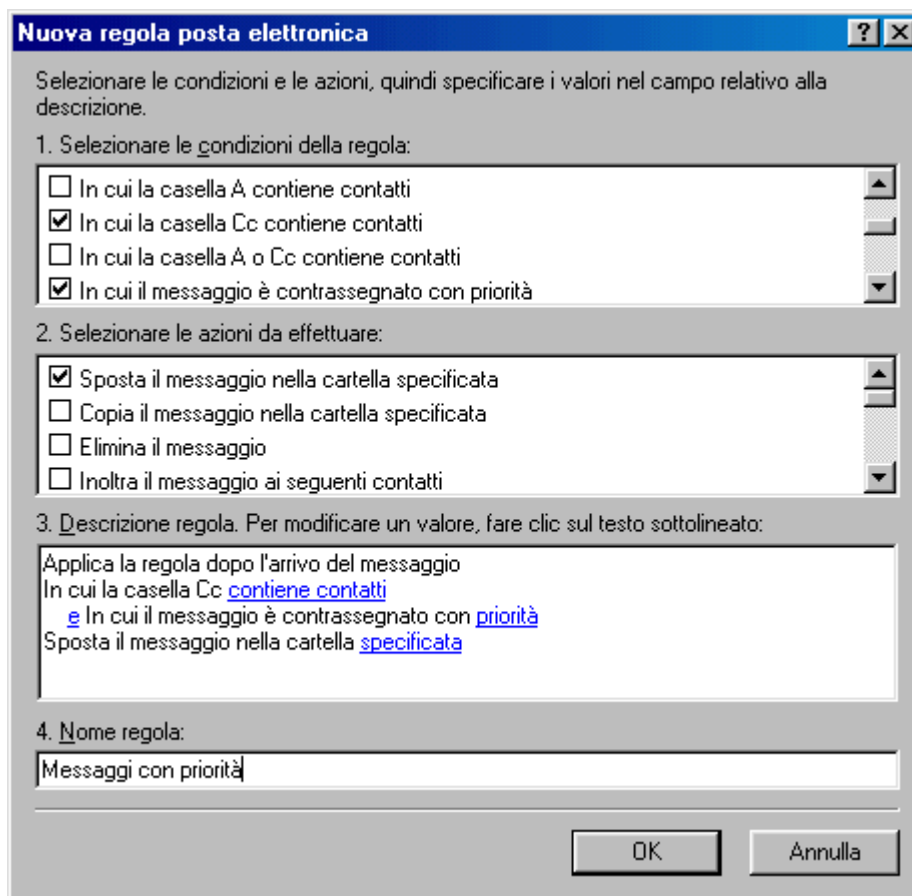 Nuova regola posta elettronica
Selezionare le condizioni e le azioni, quindi specificare i valori nel campo relativo alla
descrizione.
1. Selezionare le condizioni della regola:
In cui la casella A contiene contatti
In cui la casella Cc contiene contatti
In cui la casella A o Cc contiene contatti
In cui il messaggio è contrassegnato con priorità
2. Selezionare le azioni da effettuare:
Sposta il messaggio nella cartella specificata
Copia il messaggio nella cartella specificata
Elimina il messaggio
Inoltra il messaggio ai seguenti contatti
3. Descrizione regola. Per modificare un valore, fare clic sul testo sottolineato:
Applica la regola dopo l'arrivo del messaggio
In cui la casella Cc contiene contatti
e In cui il messaggio è contrassegnato con priorità
Sposta il messaggio nella cartella specificata
4. Nome regola:
Messaggi con priorità
OK Annulla